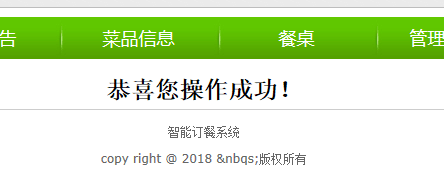 告 菜品信息 餐桌 管理
恭喜您操作成功！
智能订餐系统
copy right @ 2018 &nbqs;版权所有